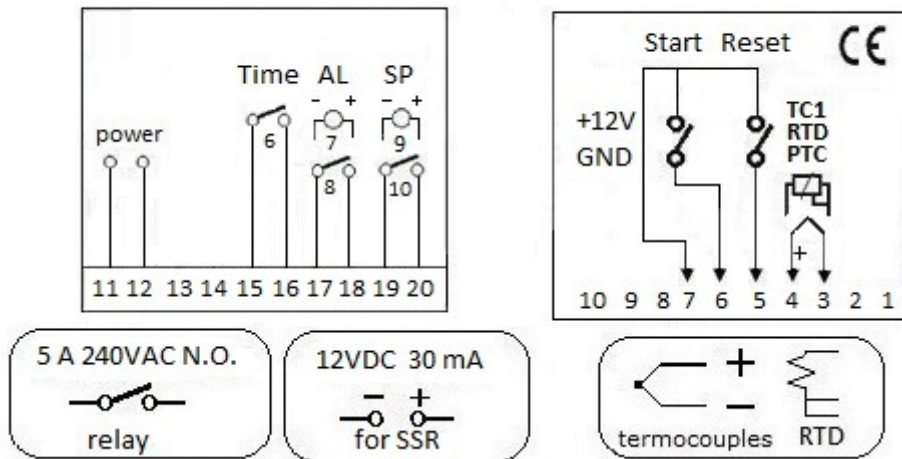 Time AL SP
- + - +
6 7 9
power
8 10
11 12 13 14 15 16 17 18 19 20
Start Reset CE
+12V
GND
TC1
RTD
PTC
+
10 9 8 7 6 5 4 3 2 1
5 A 240VAC N.O.
relay
12VDC 30 mA
- +
for SSR
+
-
termocouples RTD